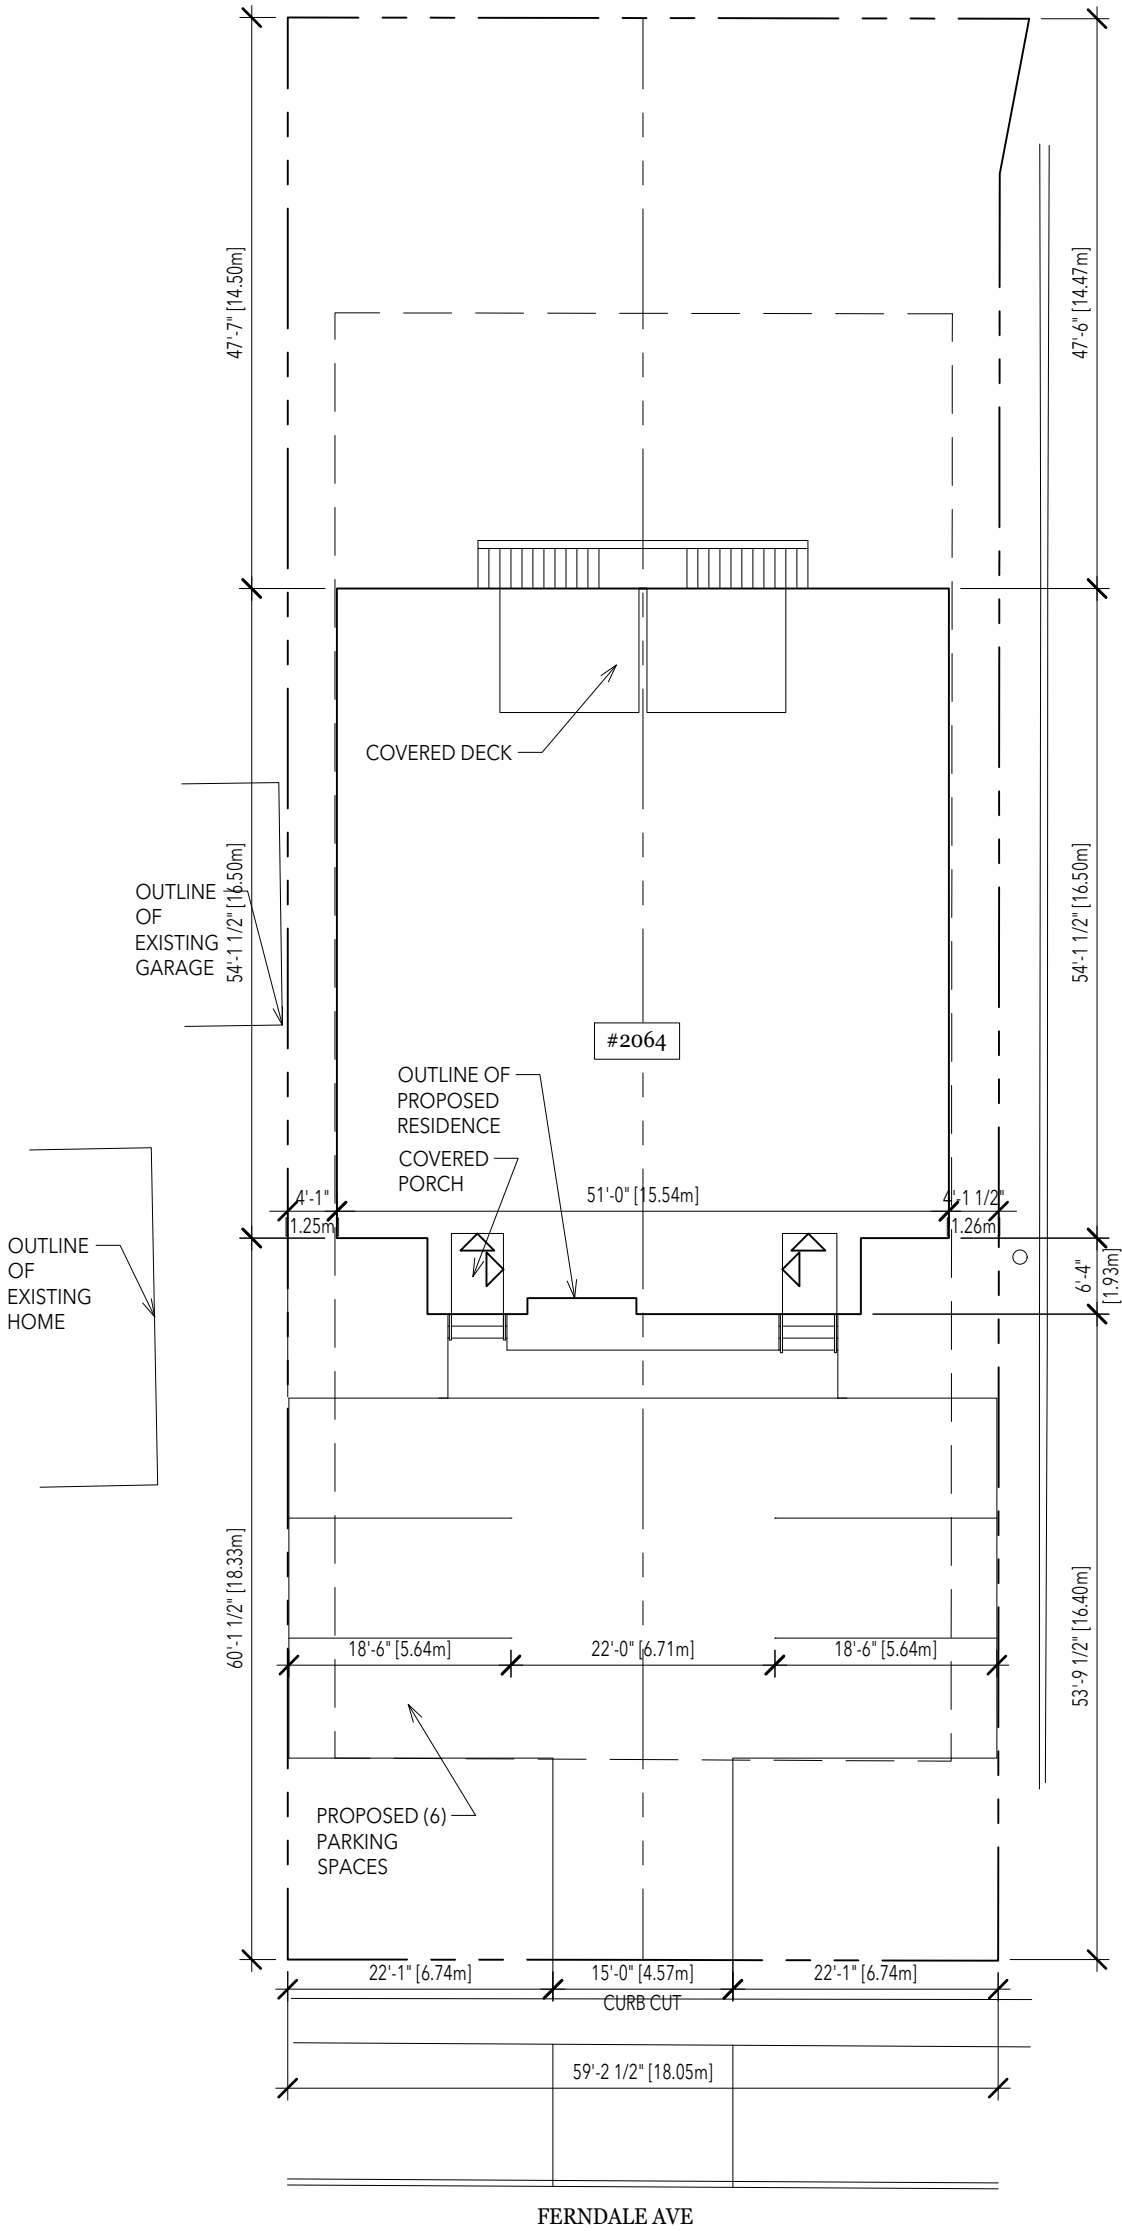 47'-7" [14.50m]
47'-6" [14.47m]
COVERED DECK
OUTLINE
OF
EXISTING
GARAGE
54'-1 1/2" [16.50m]
54'-1 1/2" [16.50m]
#2064
OUTLINE OF
PROPOSED
RESIDENCE
COVERED
PORCH
4'-1"
1.25m
51'-0" [15.54m]
4'-1 1/2"
1.26m
OUTLINE
OF
EXISTING
HOME
6'-4"
[1.93m]
60'-1 1/2" [18.33m]
18'-6" [5.64m]
22'-0" [6.71m]
18'-6" [5.64m]
53'-9 1/2" [16.40m]
PROPOSED (6)
PARKING
SPACES
22'-1" [6.74m]
15'-0" [4.57m]
22'-1" [6.74m]
CURB CUT
59'-2 1/2" [18.05m]
FERNDALE AVE